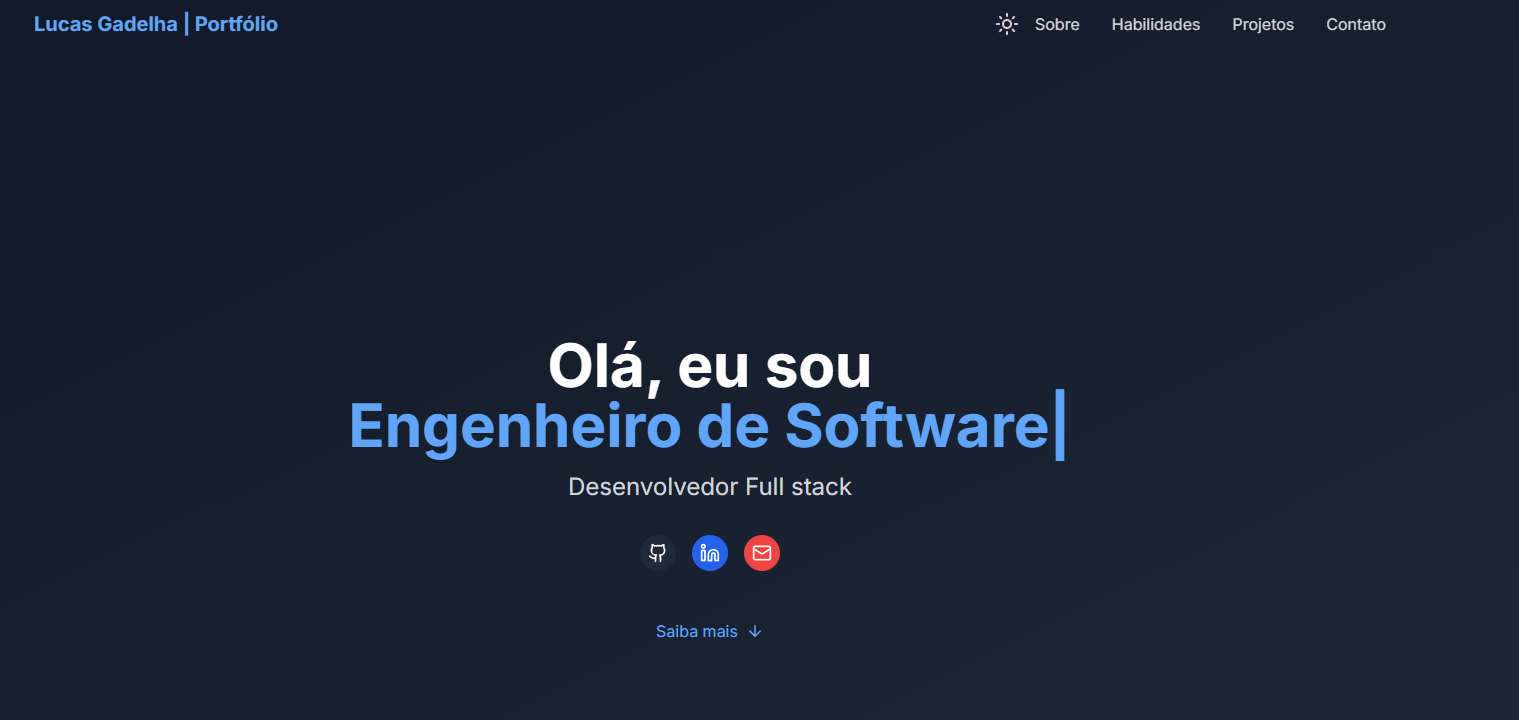 Lucas Gadelha | Portfólio
Sobre
Habilidades
Projetos
Contato
Olá, eu sou
Engenheiro de Software|
Desenvolvedor Full stack
Saiba mais